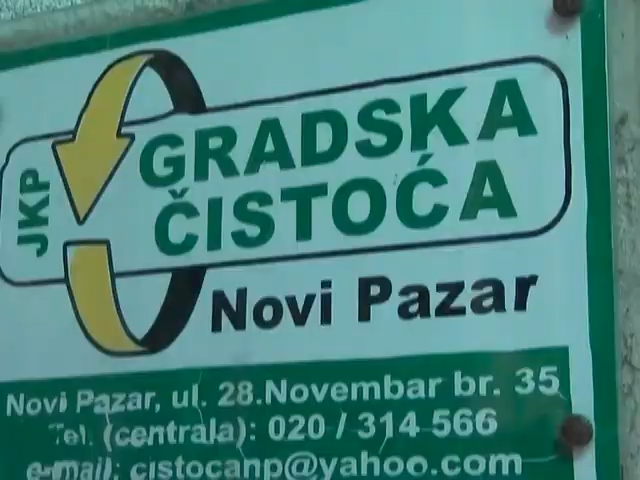 JKP
GRADSKA
ČISTOĆA
Novi Pazar
Novi Pazar, ul. 28.Novembar br. 35
Tel. (centrala): 020 / 314 566
e-mail: cistocanp@yahoo.com